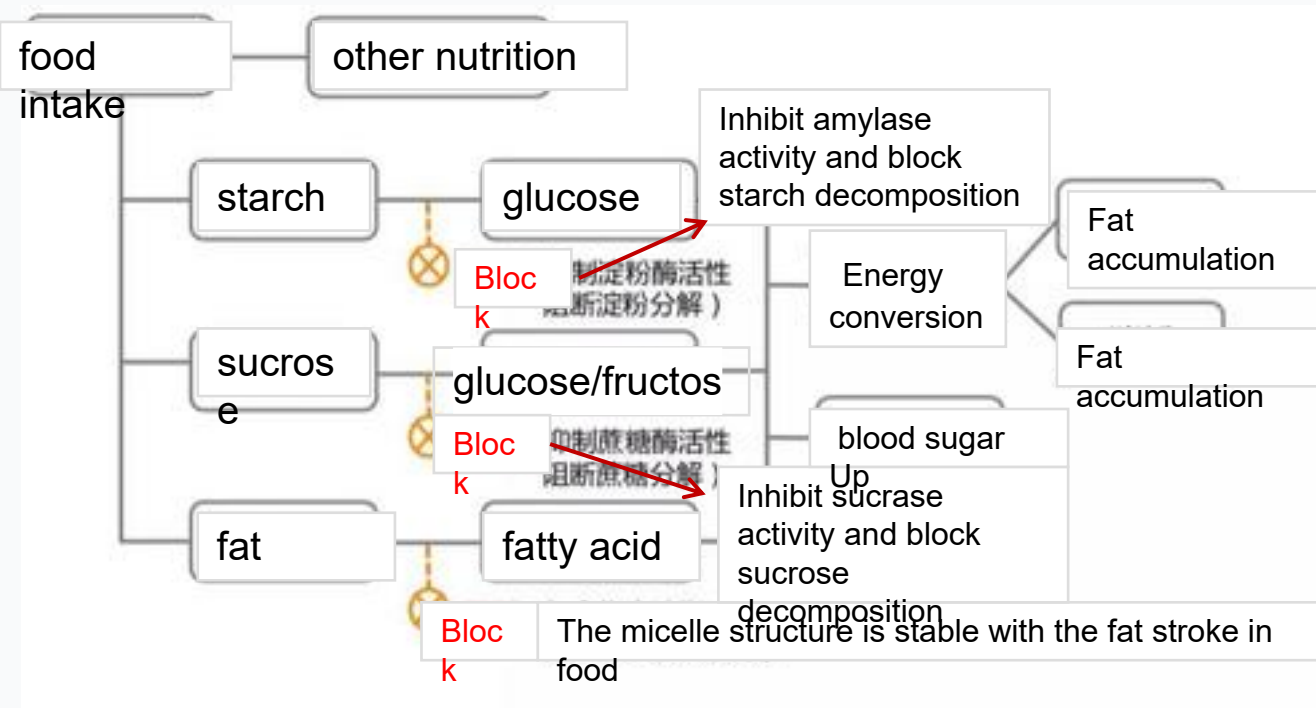 food
intake
other nutrition
Inhibit amylase
activity and block
starch decomposition
starch
glucose
Fat
accumulation
Bloc
k
制淀粉酶活性
阻断淀粉分解）
Energy
conversion
Fat
accumulation
sucros
e
glucose/fructos
Bloc
k
抑制蔗糖酶活性
阻断蔗糖分解）
blood sugar
Up
Inhibit sucrase
activity and block
sucrose
decomposition
fat
fatty acid
Bloc
k
The micelle structure is stable with the fat stroke in
food